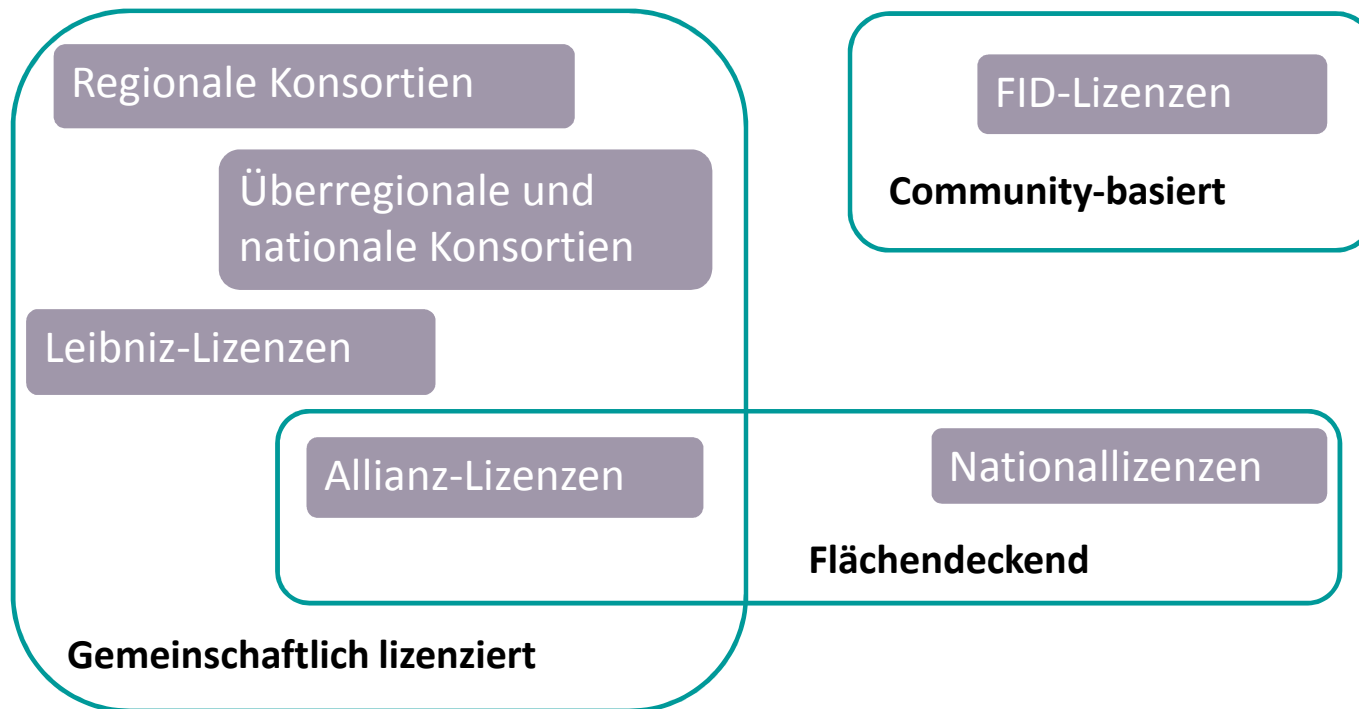 Regionale Konsortien
Überregionale und
nationale Konsortien
Leibniz-Lizenzen
Allianz-Lizenzen
Gemeinschaftlich lizenziert
FID-Lizenzen
Community-basiert
Nationallizenzen
Flächendeckend